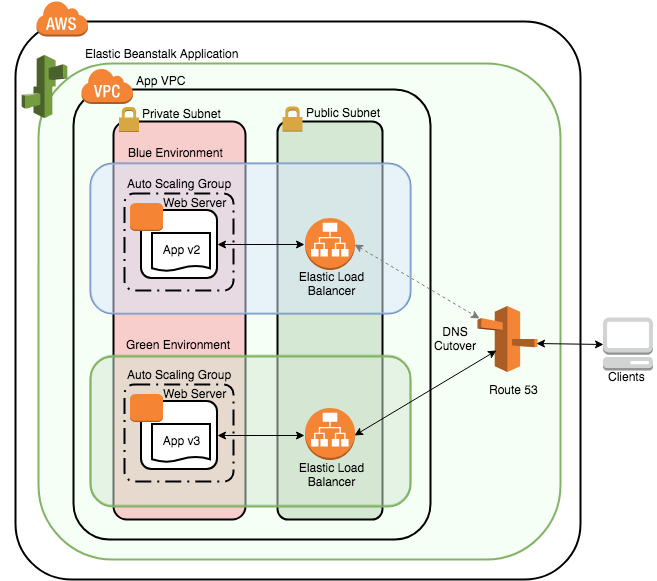 AWS
Elastic Beanstalk Application
VPC
App VPC
Private Subnet
Public Subnet
Blue Environment
Auto Scaling Group
Web Server
App v2
Elastic Load
Balancer
DNS
Cutover
Route 53
Clients
Green Environment
Auto Scaling Group
Web Server
App v3
Elastic Load
Balancer